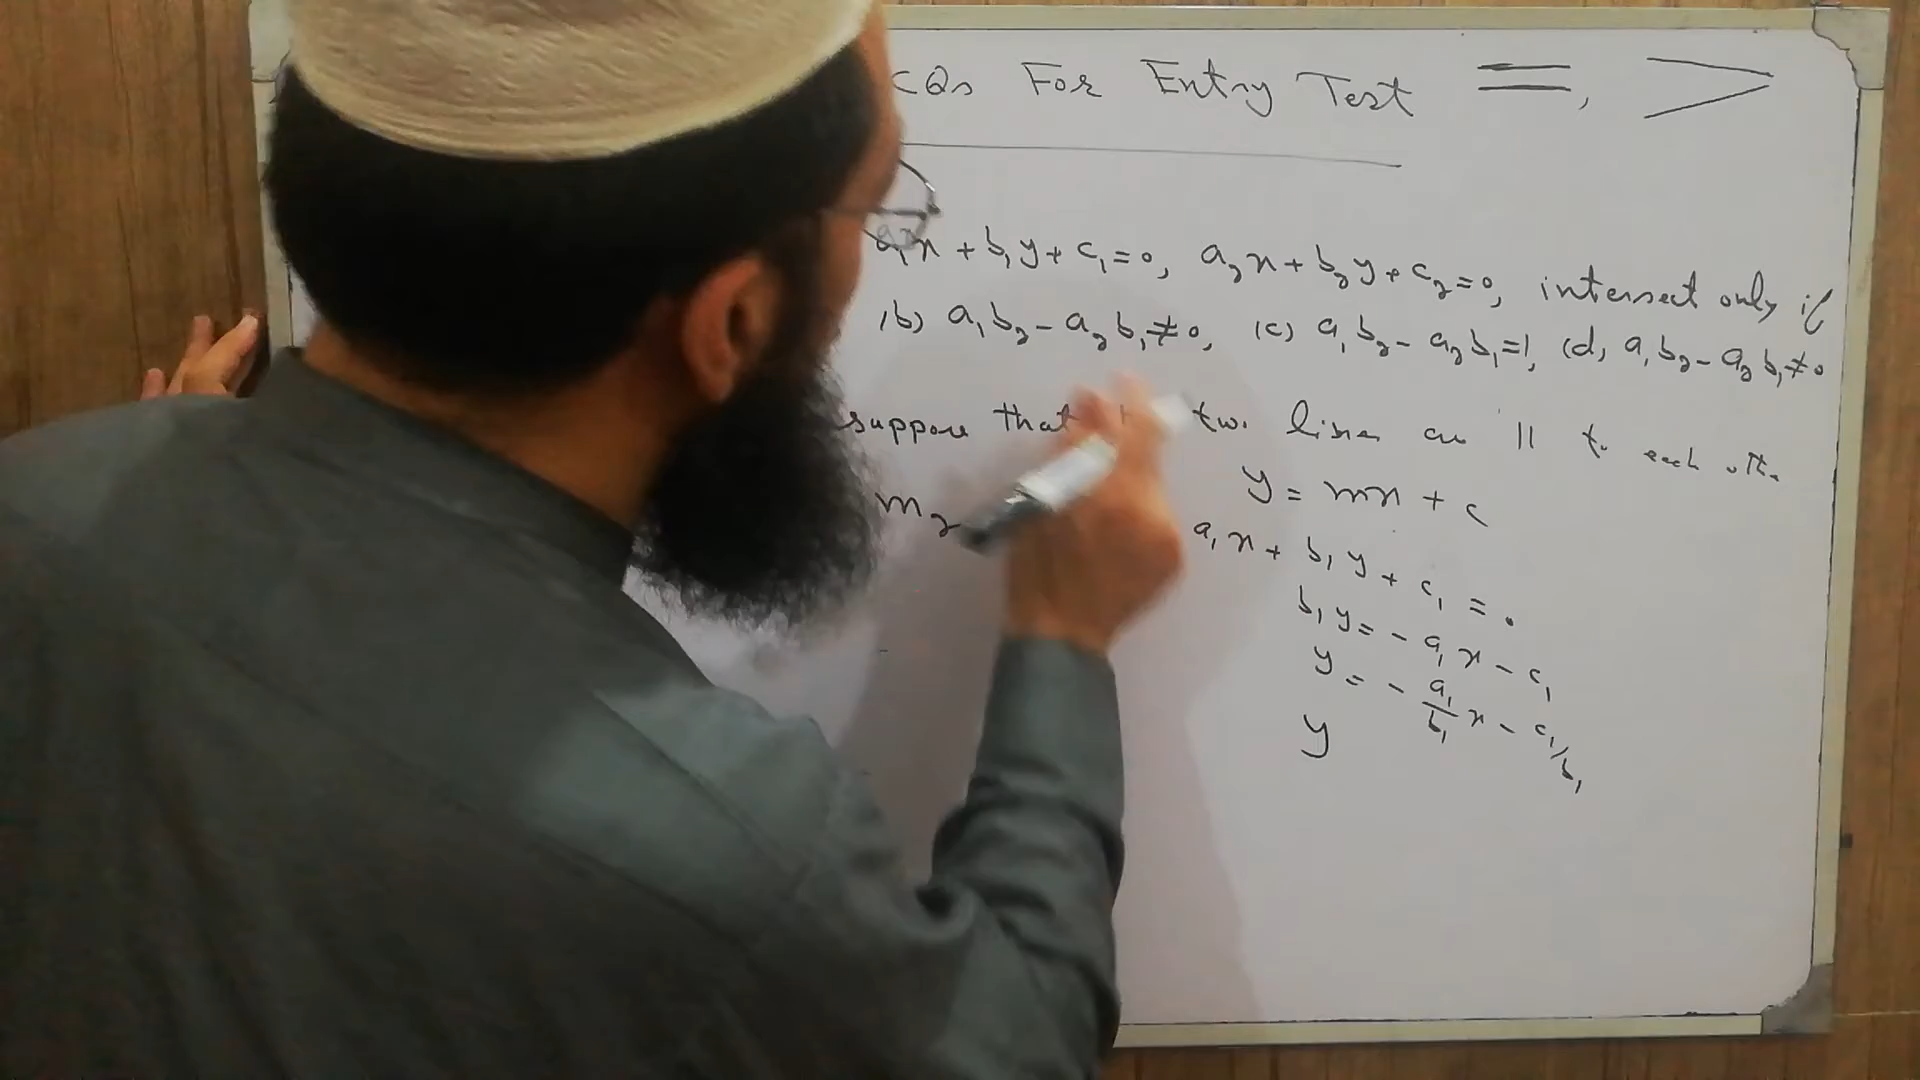 CQs For Entry Test =, >
a₁x + b₁y + c₁ = 0, a₂x + b₂y + c₂ = 0, intersect only if
(b) a₁b₂ - a₂b₁ ≠ 0, (c) a₁b₂ - a₂b₁ = 1, (d) a₁b₂ - a₂b₁ ≠ 0
suppose that two lines are || to each othe
m₂
y = mx + c
a₁x + b₁y + c₁ = 0
b₁y = - a₁x - c₁
y = - a₁/b₁ x - c₁/b₁
y